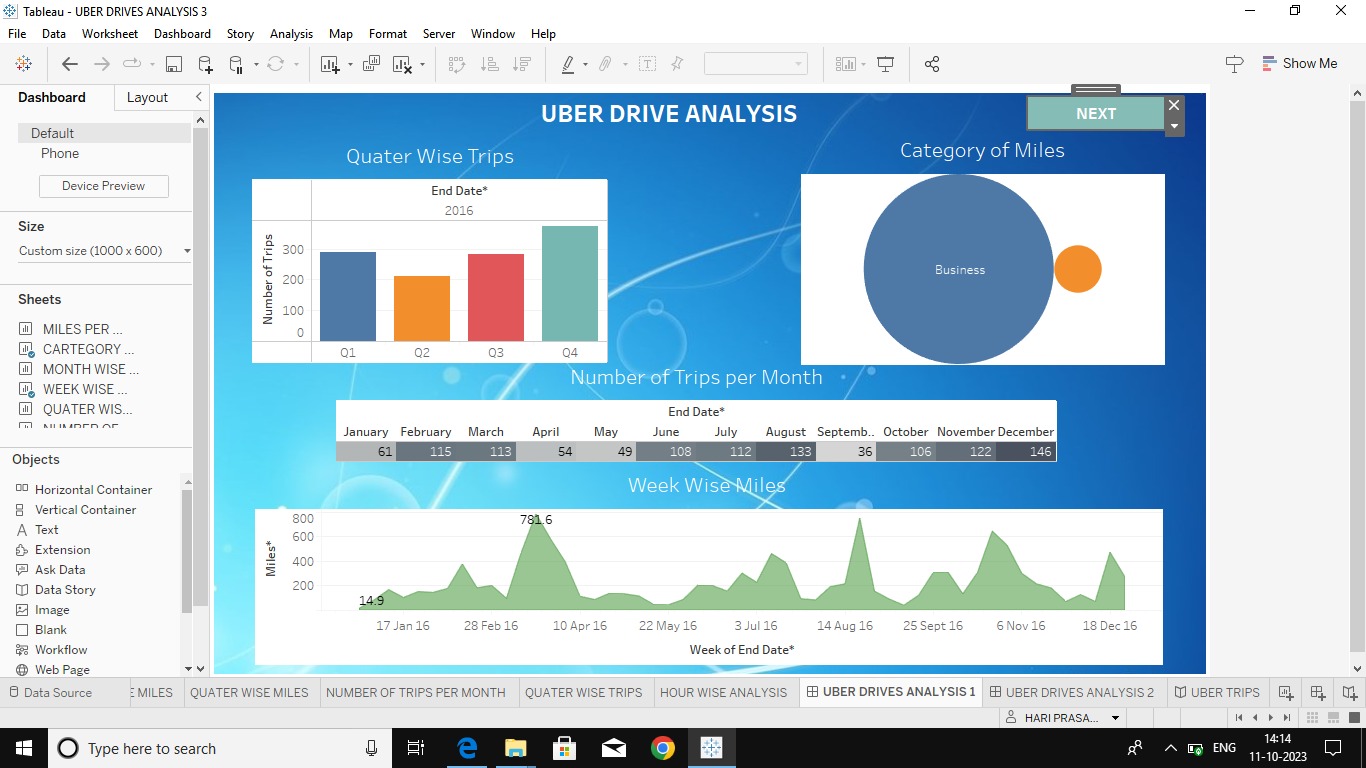 Tableau - UBER DRIVES ANALYSIS 3
File Data Worksheet Dashboard Story Analysis Map Format Server Window Help
Show Me
Dashboard Layout
Default
Phone
Device Preview
Size
Custom size (1000 x 600)
Sheets
MILES PER ...
CARTEGORY ...
MONTH WISE ...
WEEK WISE ...
QUATER WIS...
Objects
Horizontal Container
Vertical Container
Text
Extension
Ask Data
Data Story
Image
Blank
Workflow
Web Page
UBER DRIVE ANALYSIS
NEXT
Quater Wise Trips
End Date*
2016
Number of Trips
300
200
100
0
Q1 Q2 Q3 Q4
Category of Miles
Business
Number of Trips per Month
End Date*
January February March April May June July August Septemb.. October November December
61 115 113 54 49 108 112 133 36 106 122 146
Week Wise Miles
Miles*
800
600
400
200
781.6
14.9
17 Jan 16 28 Feb 16 10 Apr 16 22 May 16 3 Jul 16 14 Aug 16 25 Sept 16 6 Nov 16 18 Dec 16
Week of End Date*
Data Source E MILES QUATER WISE MILES NUMBER OF TRIPS PER MONTH QUATER WISE TRIPS HOUR WISE ANALYSIS UBER DRIVES ANALYSIS 1 UBER DRIVES ANALYSIS 2 UBER TRIPS
HARI PRASA...
Type here to search
ENG
14:14
11-10-2023